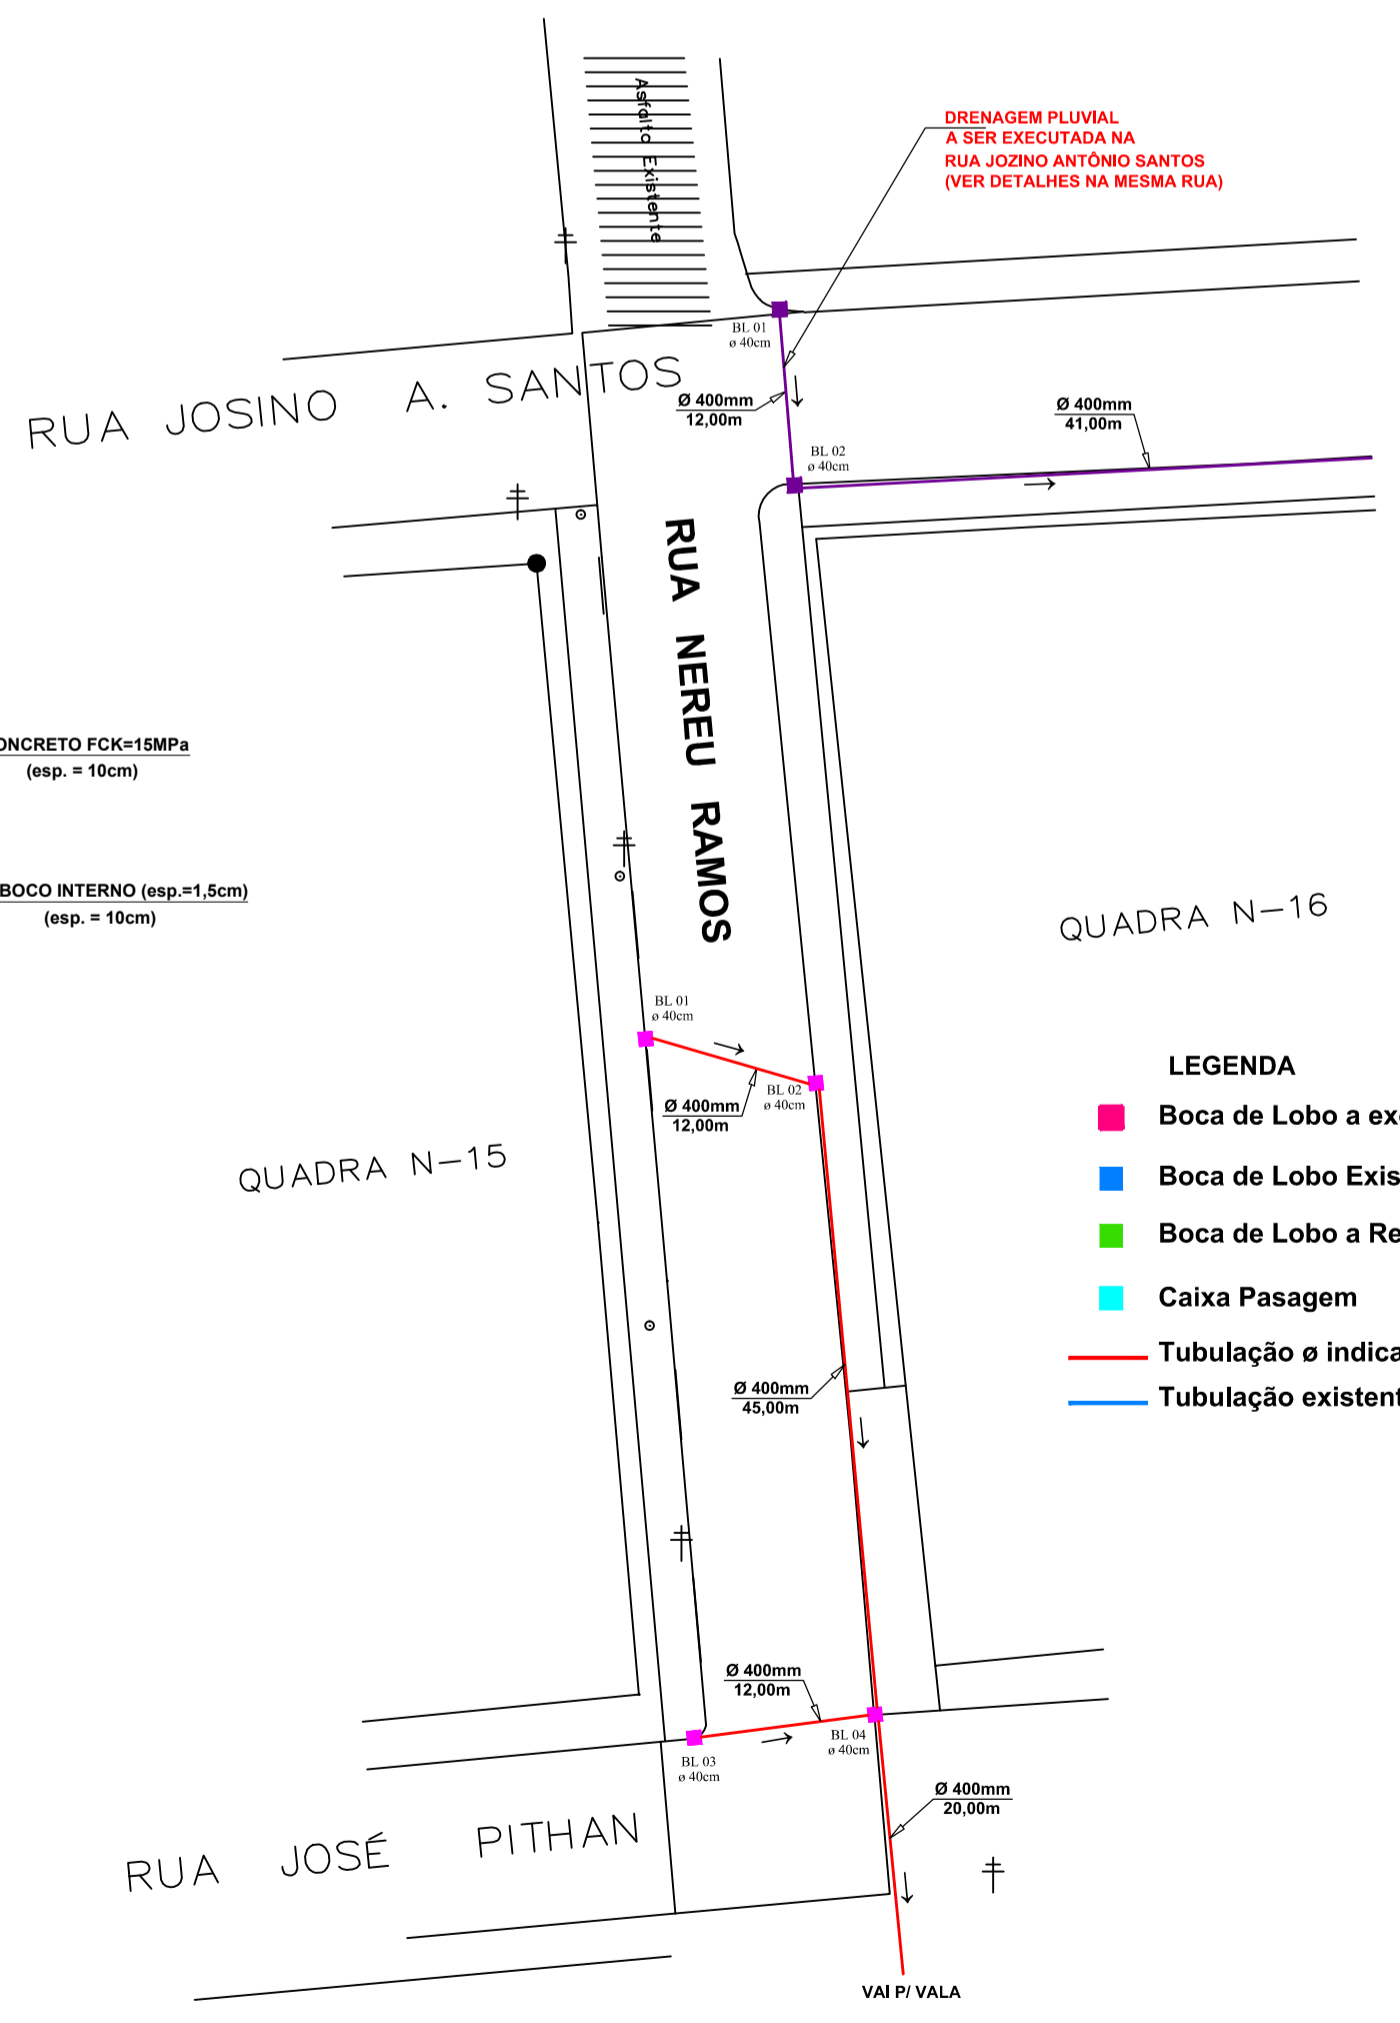 Asfalto Existente
DRENAGEM PLUVIAL
A SER EXECUTADA NA
RUA JOZINO ANTÔNIO SANTOS
(VER DETALHES NA MESMA RUA)
BL 01
ø 40cm
RUA JOSINO A. SANTOS
Ø 400mm
12,00m
Ø 400mm
41,00m
BL 02
ø 40cm
RUA NEREU RAMOS
ONCRETO FCK=15MPa
(esp. = 10cm)
BOCO INTERNO (esp.=1,5cm)
(esp. = 10cm)
QUADRA N-16
BL 01
ø 40cm
BL 02
ø 40cm
Ø 400mm
12,00m
QUADRA N-15
LEGENDA
Boca de Lobo a ex
Boca de Lobo Exis
Boca de Lobo a Re
Caixa Pasagem
Tubulação ø indica
Tubulação existent
Ø 400mm
45,00m
Ø 400mm
12,00m
BL 03
ø 40cm
BL 04
ø 40cm
Ø 400mm
20,00m
RUA JOSÉ PITHAN
VAI P/ VALA